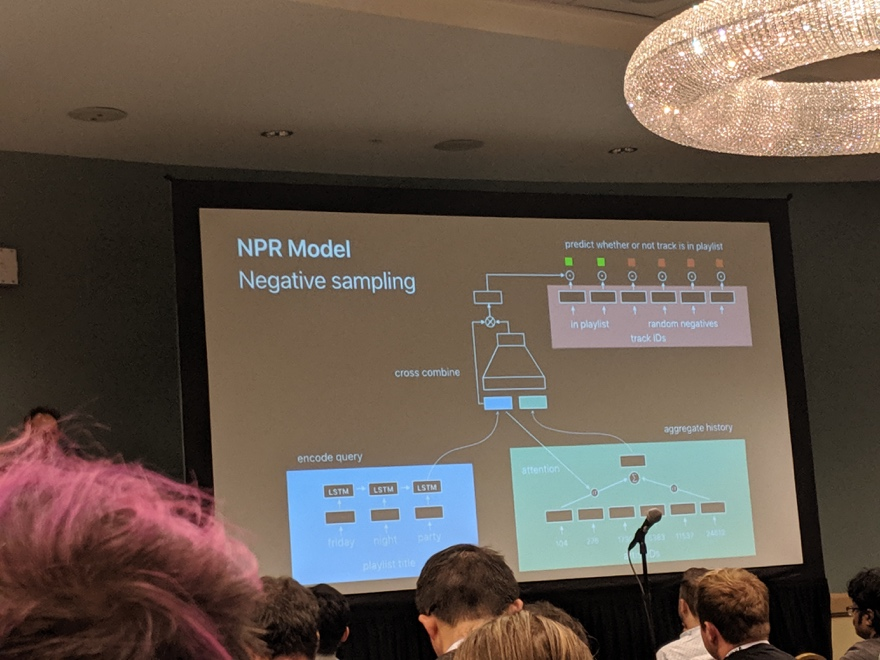 NPR Model
Negative sampling
predict whether or not track is in playlist
in playlist
random negatives
track IDs
cross combine
encode query
LSTM
LSTM
LSTM
friday
night
party
playlist title
aggregate history
attention